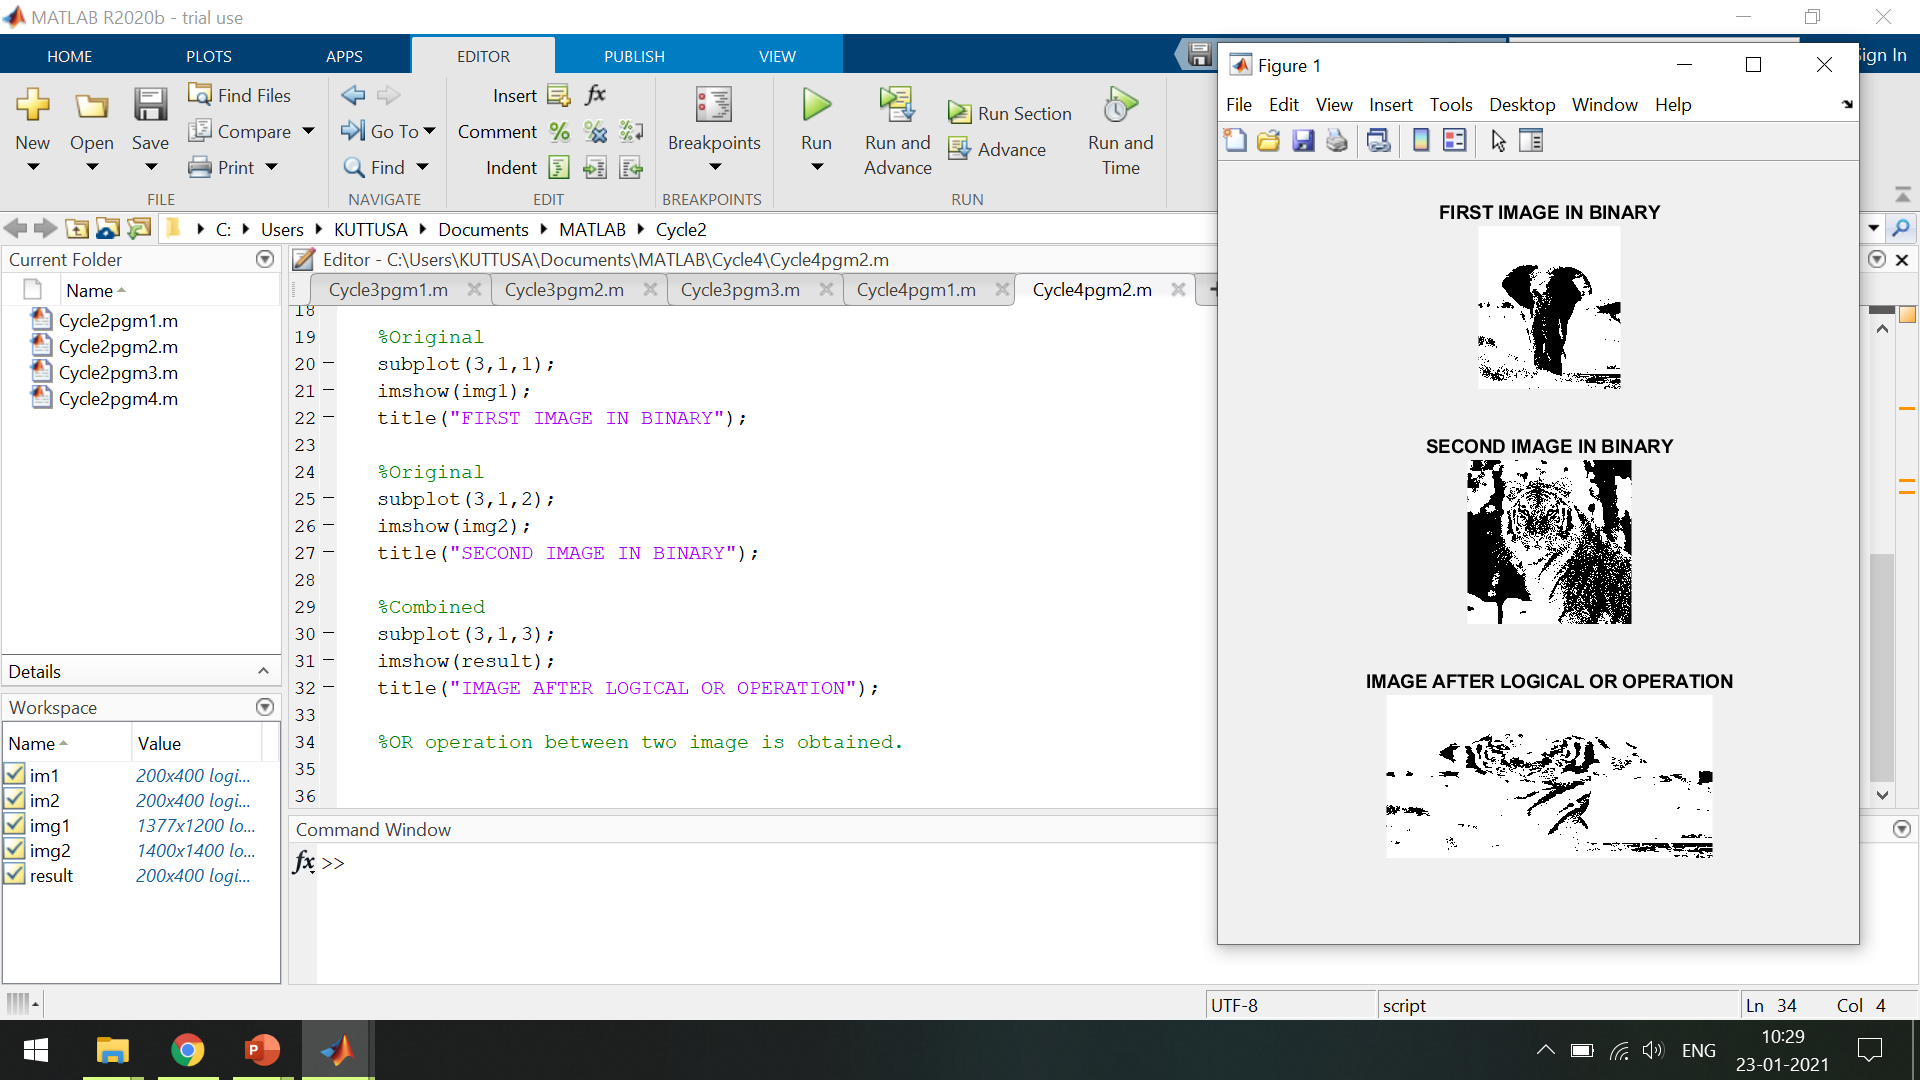 MATLAB R2020b - trial use
HOME PLOTS APPS EDITOR PUBLISH VIEW
New
Open
Save
Find Files
Compare
Print
FILE
Go To
Find
NAVIGATE
Insert
Comment
Indent
EDIT
Breakpoints
BREAKPOINTS
Run
Run and Advance
Run Section
Advance
Run and Time
RUN
C: Users KUTTUSA Documents MATLAB Cycle2
Current Folder
Name
Cycle2pgm1.m
Cycle2pgm2.m
Cycle2pgm3.m
Cycle2pgm4.m
Details
Workspace
Name Value
im1 200x400 logi...
im2 200x400 logi...
img1 1377x1200 lo...
img2 1400x1400 lo...
result 200x400 logi...
Editor - C:\Users\KUTTUSA\Documents\MATLAB\Cycle4\Cycle4pgm2.m
Cycle3pgm1.m Cycle3pgm2.m Cycle3pgm3.m Cycle4pgm1.m Cycle4pgm2.m
18
19 %Original
20 subplot(3,1,1);
21 imshow(img1);
22 title("FIRST IMAGE IN BINARY");
23
24 %Original
25 subplot(3,1,2);
26 imshow(img2);
27 title("SECOND IMAGE IN BINARY");
28
29 %Combined
30 subplot(3,1,3);
31 imshow(result);
32 title("IMAGE AFTER LOGICAL OR OPERATION");
33
34 %OR operation between two image is obtained.
35
36
Command Window
fx >>
Figure 1
File Edit View Insert Tools Desktop Window Help
FIRST IMAGE IN BINARY
SECOND IMAGE IN BINARY
IMAGE AFTER LOGICAL OR OPERATION
UTF-8 script Ln 34 Col 4
ENG
10:29
23-01-2021